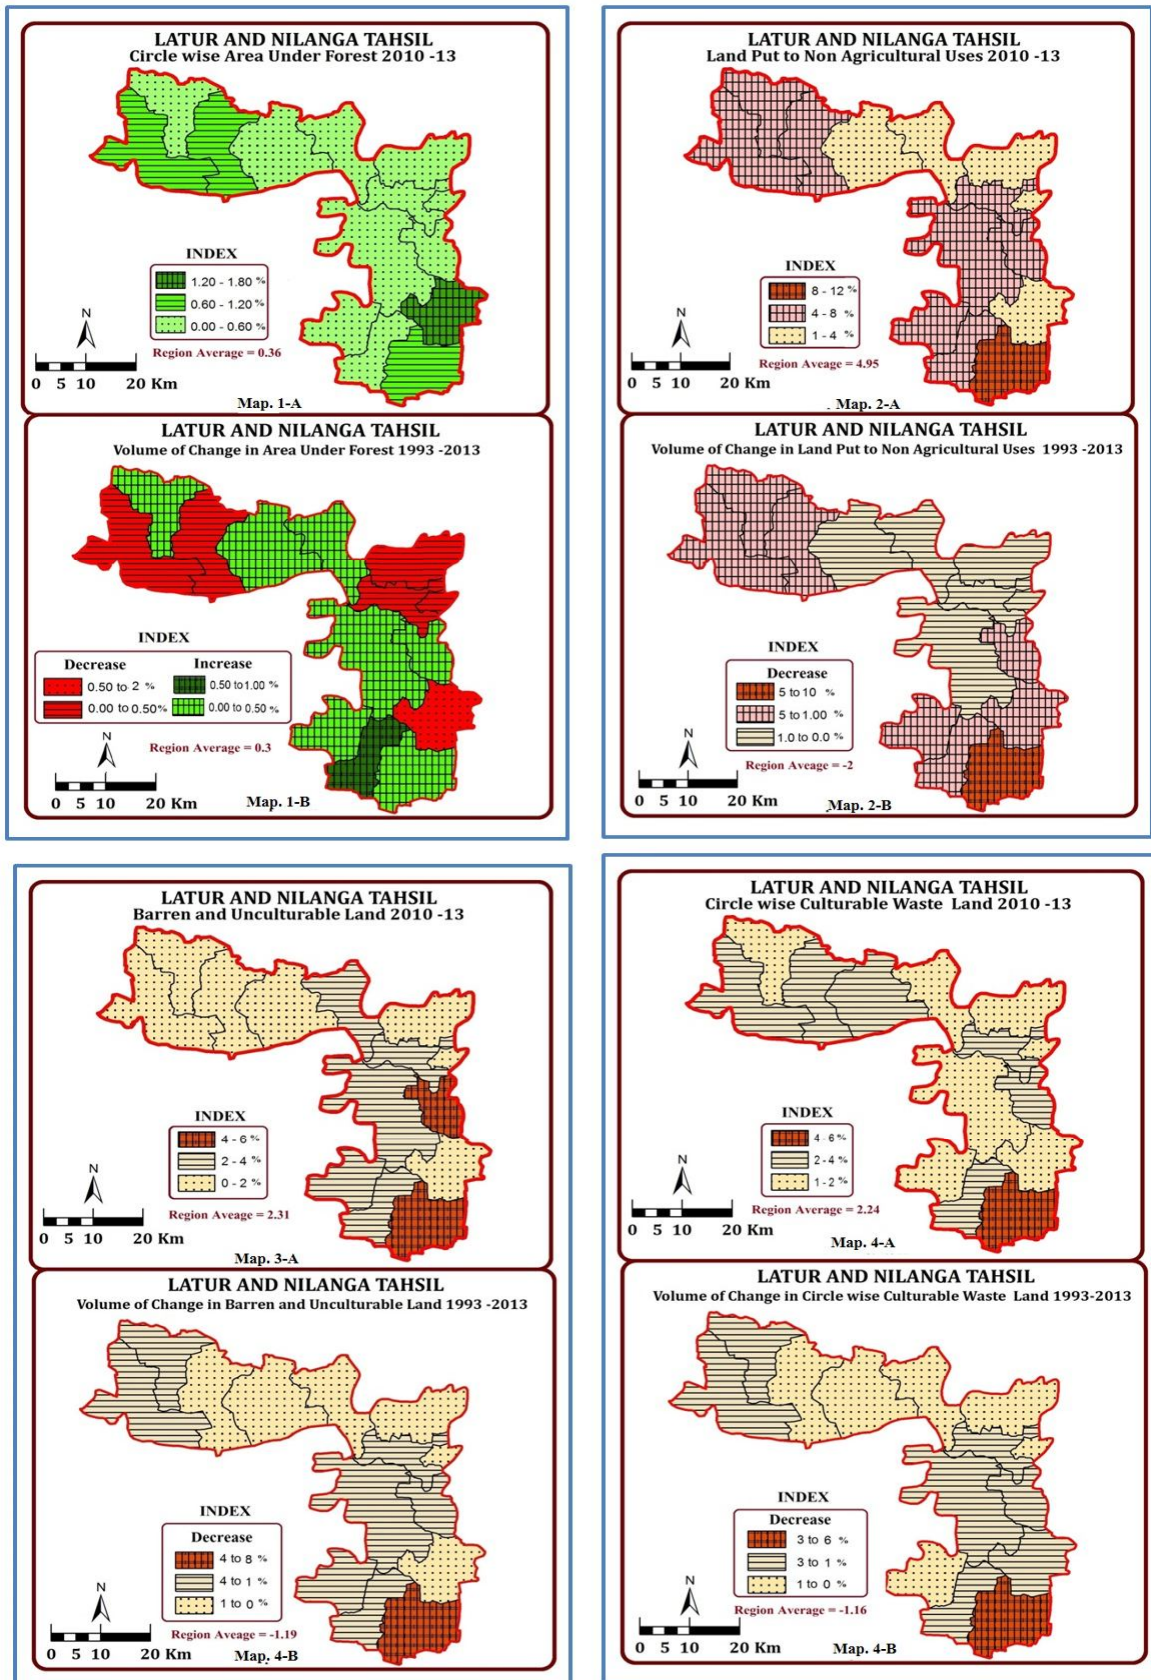 LATUR AND NILANGA TAHSIL
Circle wise Area Under Forest 2010 -13
INDEX
1.20 - 1.80 %
0.60 - 1.20 %
0.00 - 0.60 %
Region Average = 0.36
N
0 5 10 20 Km
Map. 1-A
LATUR AND NILANGA TAHSIL
Volume of Change in Area Under Forest 1993 -2013
INDEX
Decrease Increase
0.50 to 2 % 0.50 to 1.00 %
0.00 to 0.50% 0.00 to 0.50%
Region Average = 0.3
N
0 5 10 20 Km
Map. 1-B
LATUR AND NILANGA TAHSIL
Land Put to Non Agricultural Uses 2010 -13
INDEX
8 - 12 %
4 - 8 %
1 - 4 %
Region Aveage = 4.95
N
0 5 10 20 Km
Map. 2-A
LATUR AND NILANGA TAHSIL
Volume of Change in Land Put to Non Agricultural Uses 1993 -2013
INDEX
Decrease
5 to 10 %
5 to 1.00 %
1.0 to 0.0 %
Region Aveage = -2
N
0 5 10 20 Km
Map. 2-B
LATUR AND NILANGA TAHSIL
Barren and Unculturable Land 2010 -13
INDEX
4 - 6 %
2 - 4 %
0 - 2 %
Region Aveage = 2.31
N
0 5 10 20 Km
Map. 3-A
LATUR AND NILANGA TAHSIL
Volume of Change in Barren and Unculturable Land 1993 -2013
INDEX
Decrease
4 to 8 %
4 to 1 %
1 to 0 %
Region Aveage = -1.19
N
0 5 10 20 Km
Map. 4-B
LATUR AND NILANGA TAHSIL
Circle wise Culturable Waste Land 2010 -13
INDEX
4 - 6 %
2 - 4 %
1 - 2 %
Region Average = 2.24
N
0 5 10 20 Km
Map. 4-A
LATUR AND NILANGA TAHSIL
Volume of Change in Circle wise Culturable Waste Land 1993-2013
INDEX
Decrease
3 to 6 %
3 to 1 %
1 to 0 %
Region Average = -1.16
N
0 5 10 20 Km
Map. 4-B